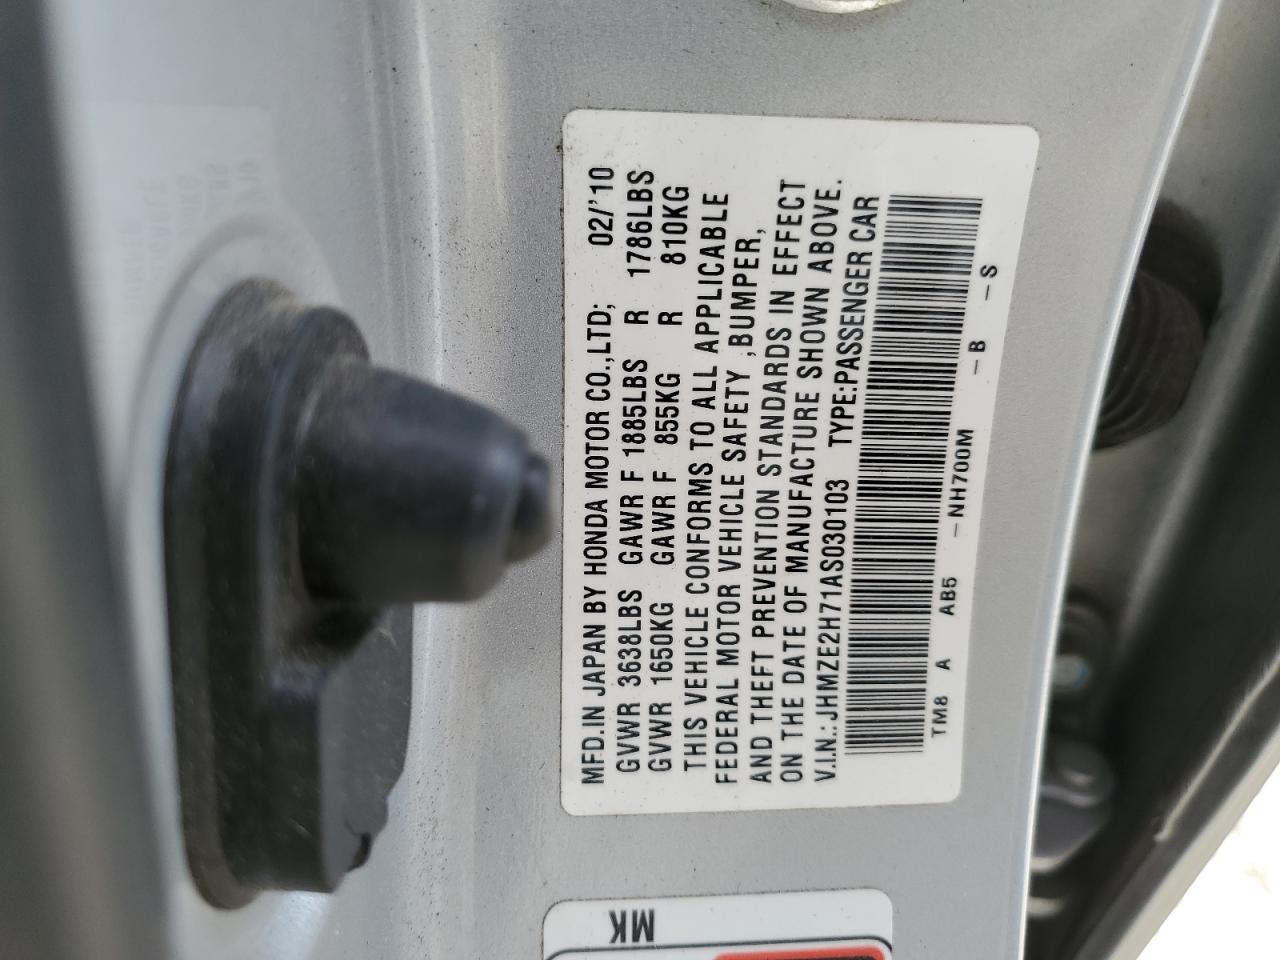 MFD.IN JAPAN BY HONDA MOTOR CO.,LTD; 02/'10
GVWR 3638LBS GAWR F 1885LBS R 1786LBS
GVWR 1650KG GAWR F 855KG R 810KG
THIS VEHICLE CONFORMS TO ALL APPLICABLE
FEDERAL MOTOR VEHICLE SAFETY ,BUMPER,
AND THEFT PREVENTION STANDARDS IN EFFECT
ON THE DATE OF MANUFACTURE SHOWN ABOVE.
V.I.N.: JHMZE2H71AS030103 TYPE:PASSENGER CAR
TM8 A AB5 -NH700M -B -S
MK